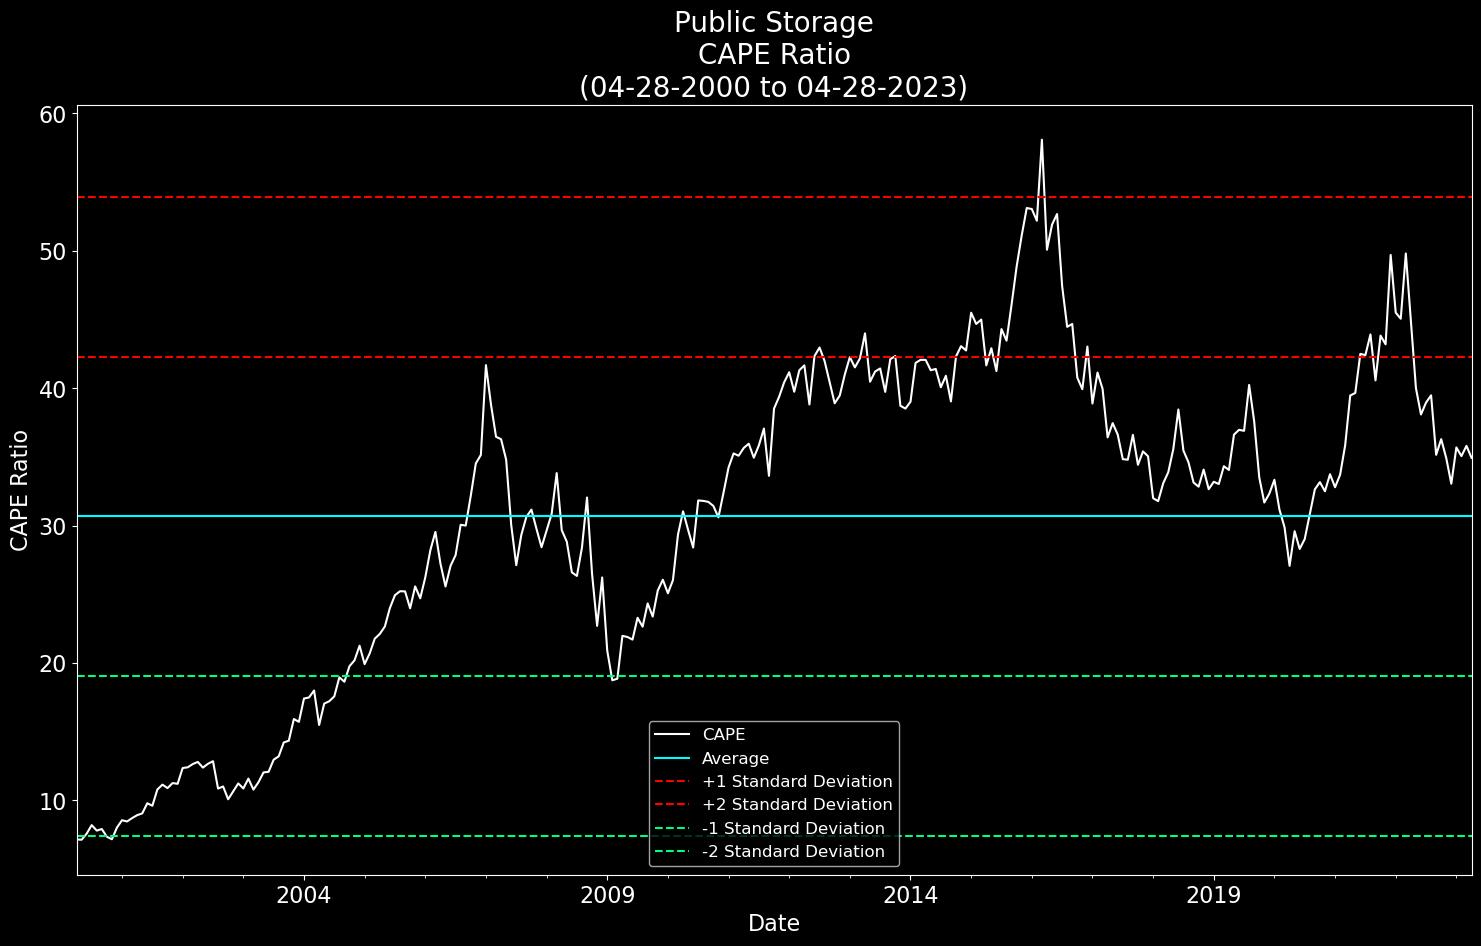 Public Storage
CAPE Ratio
(04-28-2000 to 04-28-2023)
60
50
40
30
20
10
CAPE Ratio
CAPE
Average
+1 Standard Deviation
+2 Standard Deviation
-1 Standard Deviation
-2 Standard Deviation
2004 2009 2014 2019
Date